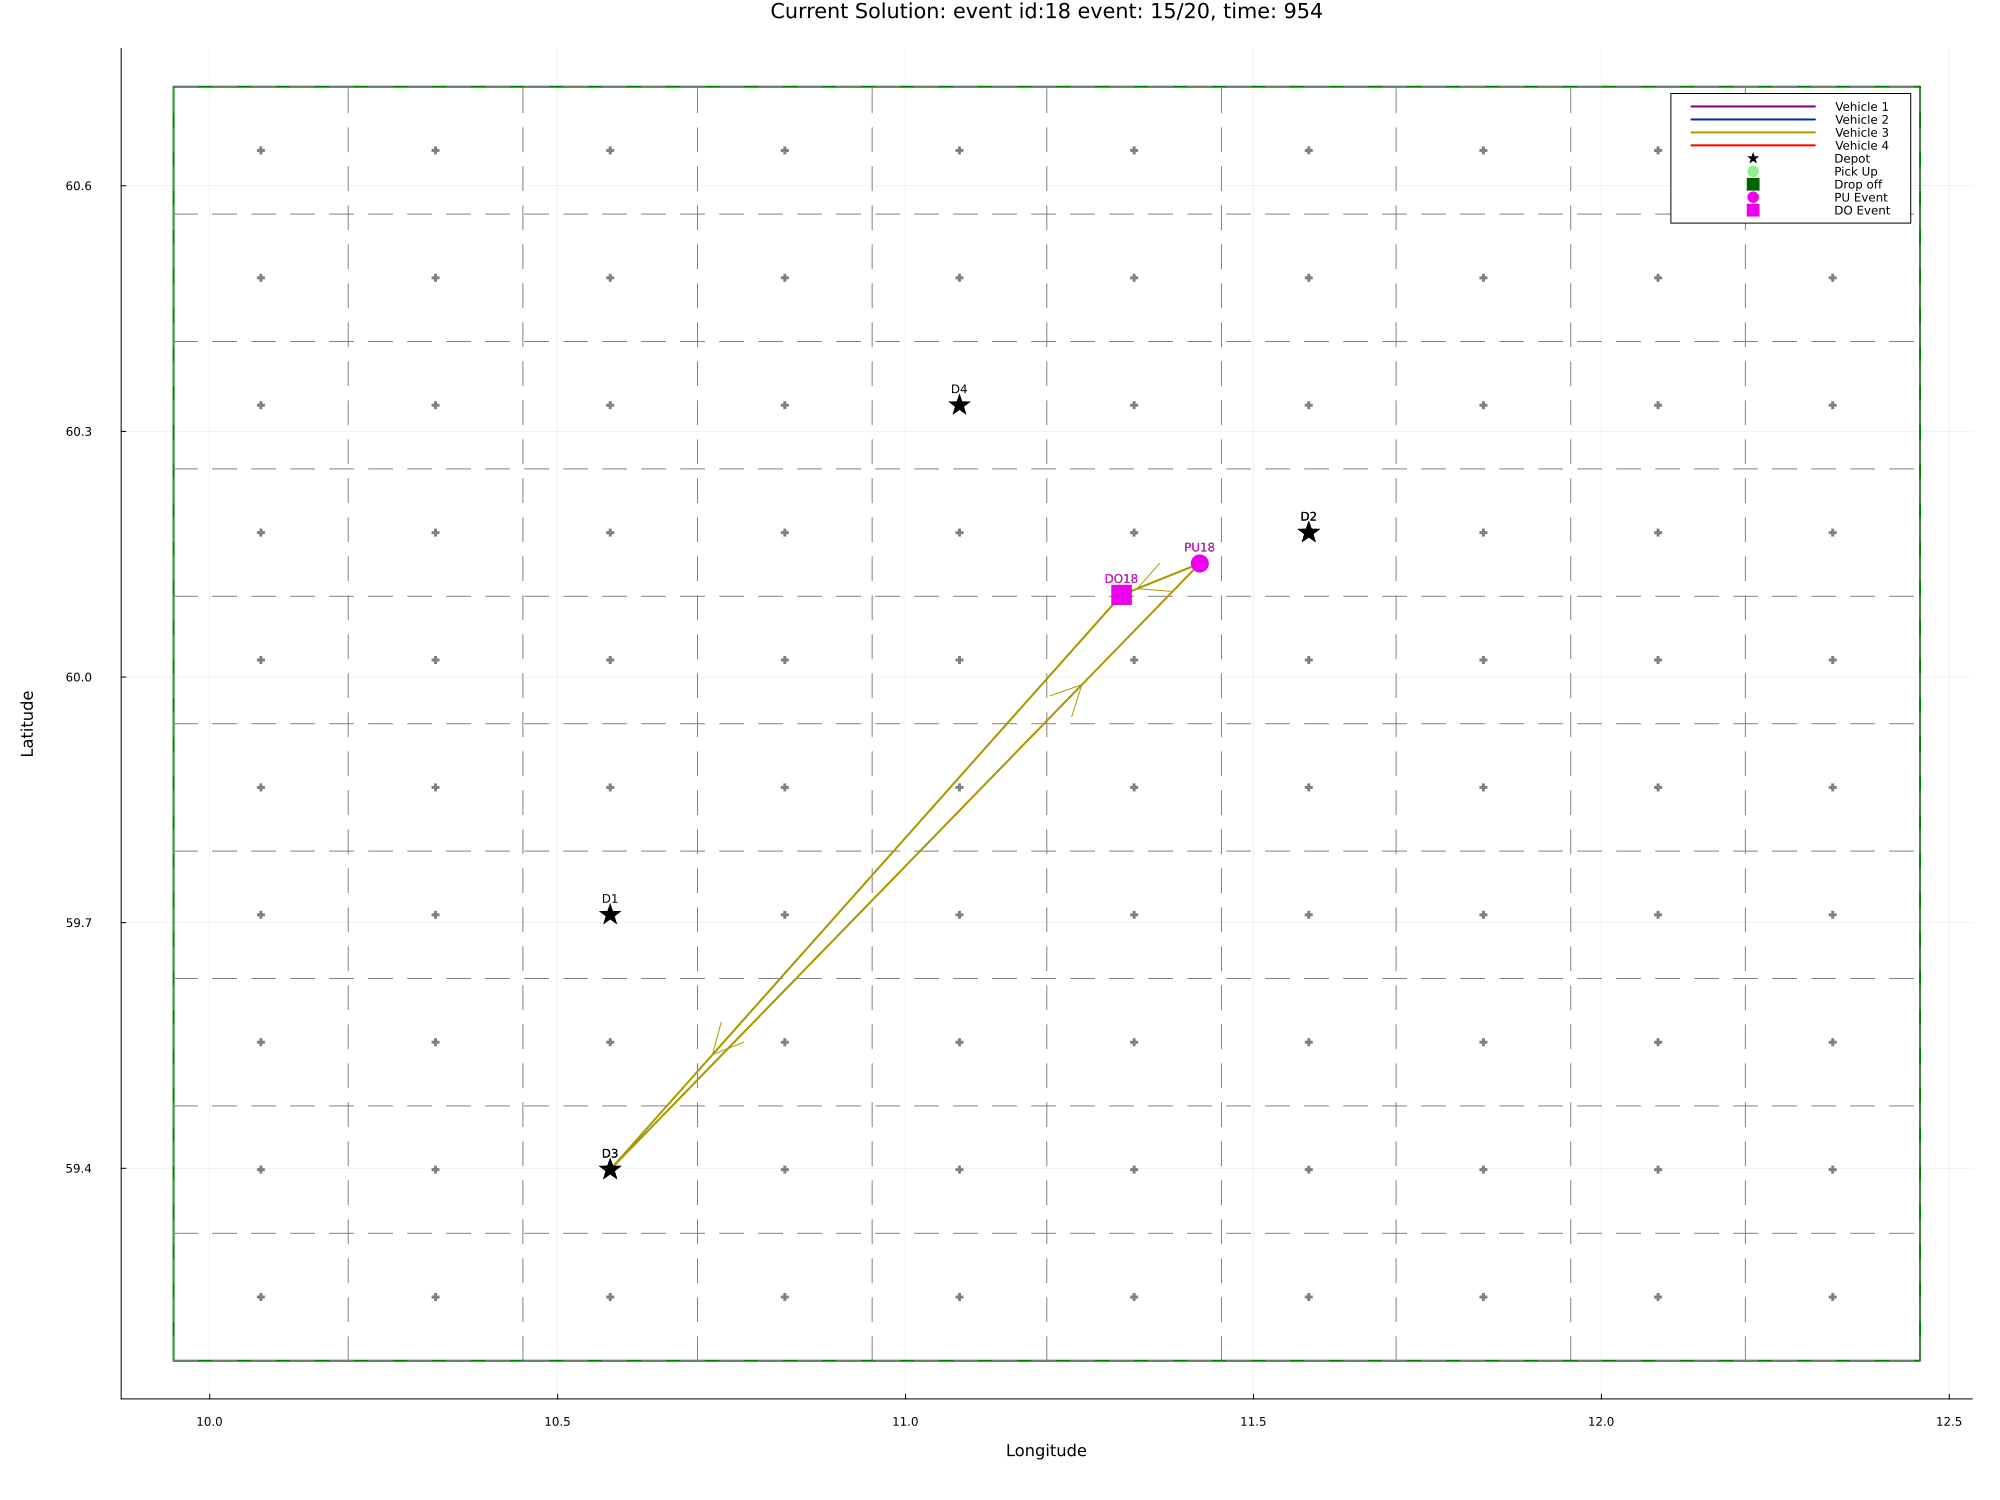 Current Solution: event id:18 event: 15/20, time: 954
Vehicle 1
Vehicle 2
Vehicle 3
Vehicle 4
Depot
Pick Up
Drop off
PU Event
DO Event
60.6
60.3
60.0
59.7
59.4
Latitude
D4
D2
PU18
DO18
D1
D3
10.0
10.5
11.0
11.5
12.0
12.5
Longitude